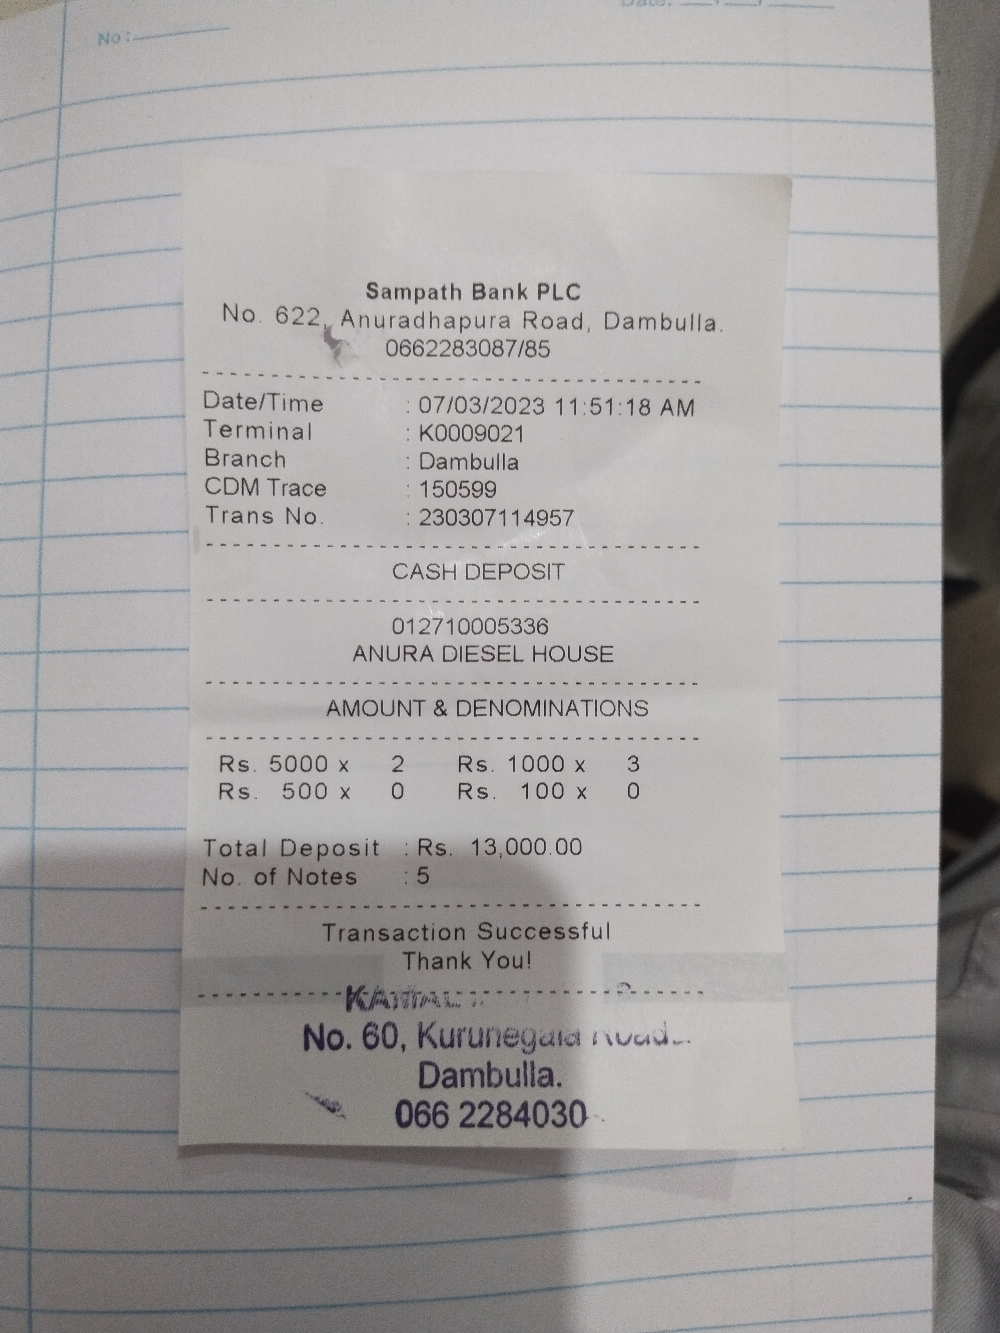 No:
Date:
Sampath Bank PLC
No. 622, Anuradhapura Road, Dambulla.
0662283087/85
Date/Time : 07/03/2023 11:51:18 AM
Terminal : K0009021
Branch : Dambulla
CDM Trace : 150599
Trans No. : 230307114957
CASH DEPOSIT
012710005336
ANURA DIESEL HOUSE
AMOUNT & DENOMINATIONS
Rs. 5000 x 2 Rs. 1000 x 3
Rs. 500 x 0 Rs. 100 x 0
Total Deposit : Rs. 13,000.00
No. of Notes : 5
Transaction Successful
Thank You!
No. 60, Kurunegala Road
Dambulla.
066 2284030